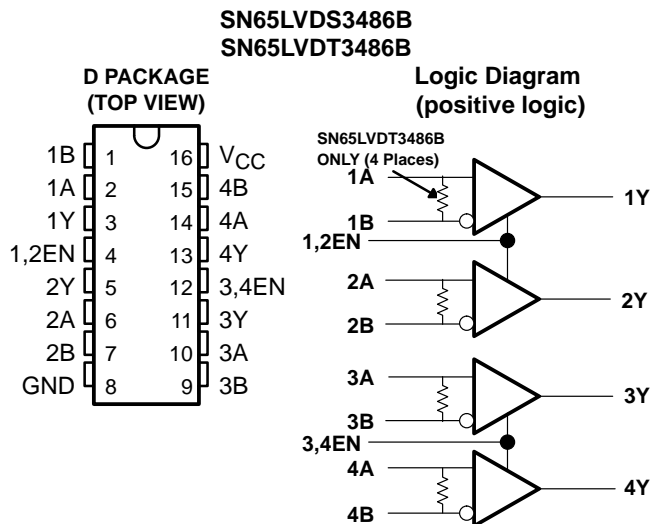 SN65LVDS3486B
SN65LVDT3486B
D PACKAGE
(TOP VIEW)
1B 1 16 VCC
1A 2 15 4B
1Y 3 14 4A
1,2EN 4 13 4Y
2Y 5 12 3,4EN
2A 6 11 3Y
2B 7 10 3A
GND 8 9 3B
Logic Diagram
(positive logic)
SN65LVDT3486B
ONLY (4 Places)
1A
1Y
1B
1,2EN
2A
2Y
2B
3A
3Y
3B
3,4EN
4A
4Y
4B